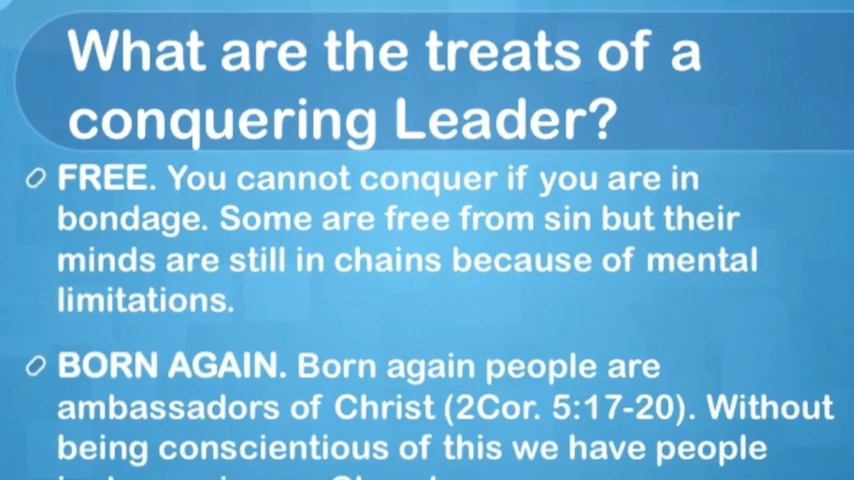 What are the treats of a
conquering Leader?
FREE. You cannot conquer if you are in
bondage. Some are free from sin but their
minds are still in chains because of mental
limitations.
BORN AGAIN. Born again people are
ambassadors of Christ (2Cor. 5:17-20). Without
being conscientious of this we have people